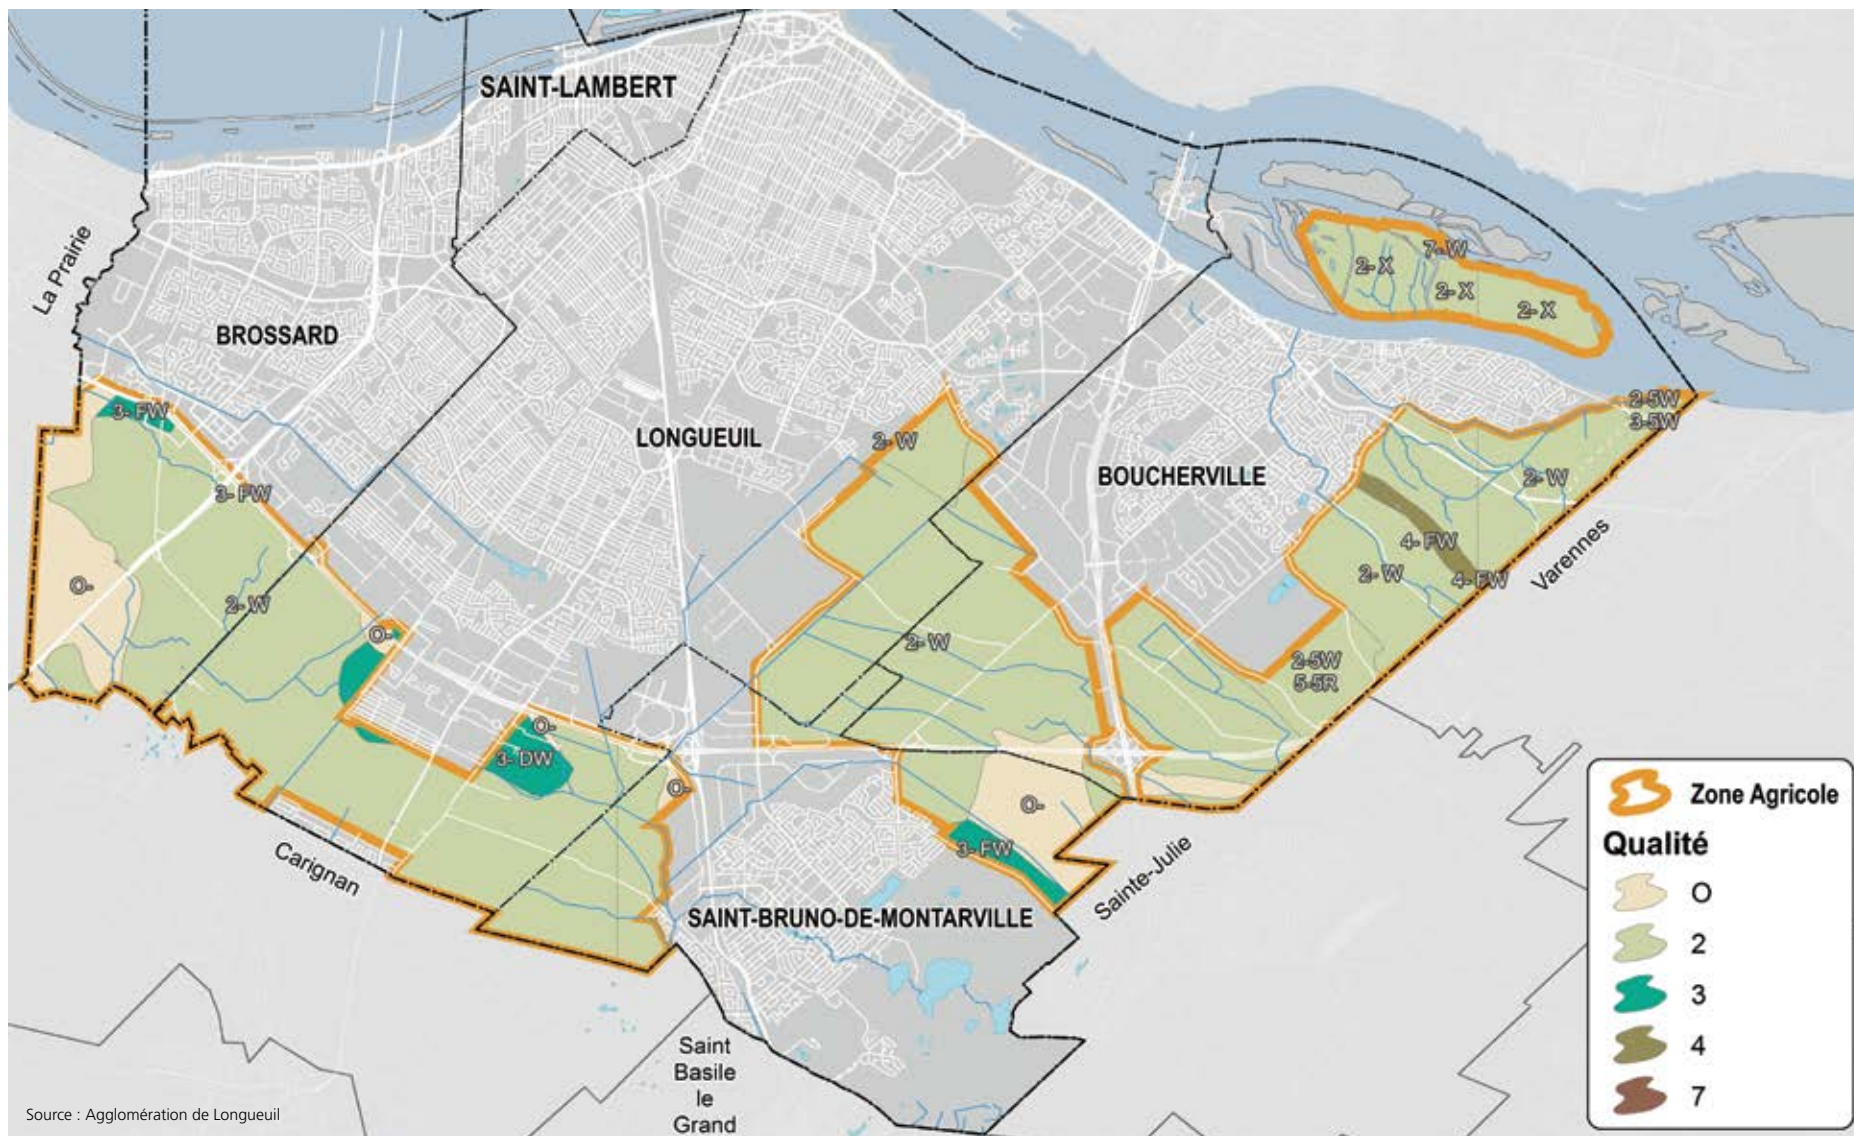 SAINT-LAMBERT
La Prairie
BROSSARD
LONGUEUIL
BOUCHERVILLE
7- W
2- X
2- X
2- X
2-5W
3-5W
3- FW
2- W
3- FW
2- W
4- FW
2- W
4- FW
Varennes
O-
2- W
O-
2- W
2-5W
5-5R
O-
3- DW
O-
O-
3- FW
Carignan
Sainte-Julie
SAINT-BRUNO-DE-MONTARVILLE
Saint
Basile
le
Grand
Zone Agricole
Qualité
O
2
3
4
7
Source : Agglomération de Longueuil